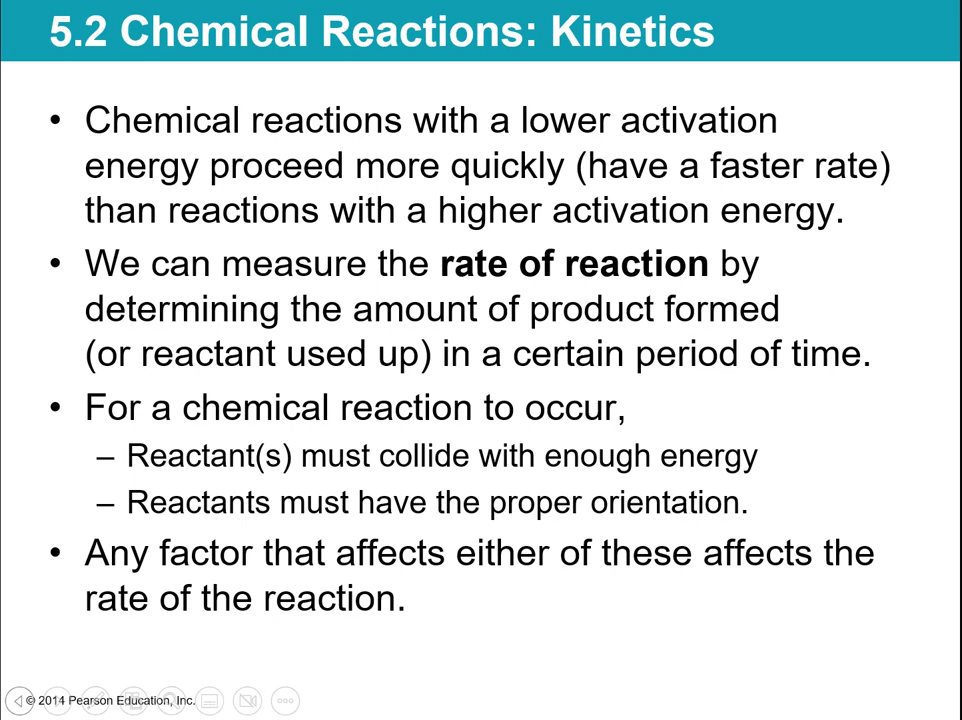 5.2 Chemical Reactions: Kinetics
• Chemical reactions with a lower activation
energy proceed more quickly (have a faster rate)
than reactions with a higher activation energy.
• We can measure the rate of reaction by
determining the amount of product formed
(or reactant used up) in a certain period of time.
• For a chemical reaction to occur,
– Reactant(s) must collide with enough energy
– Reactants must have the proper orientation.
• Any factor that affects either of these affects the
rate of the reaction.
© 2014 Pearson Education, Inc.